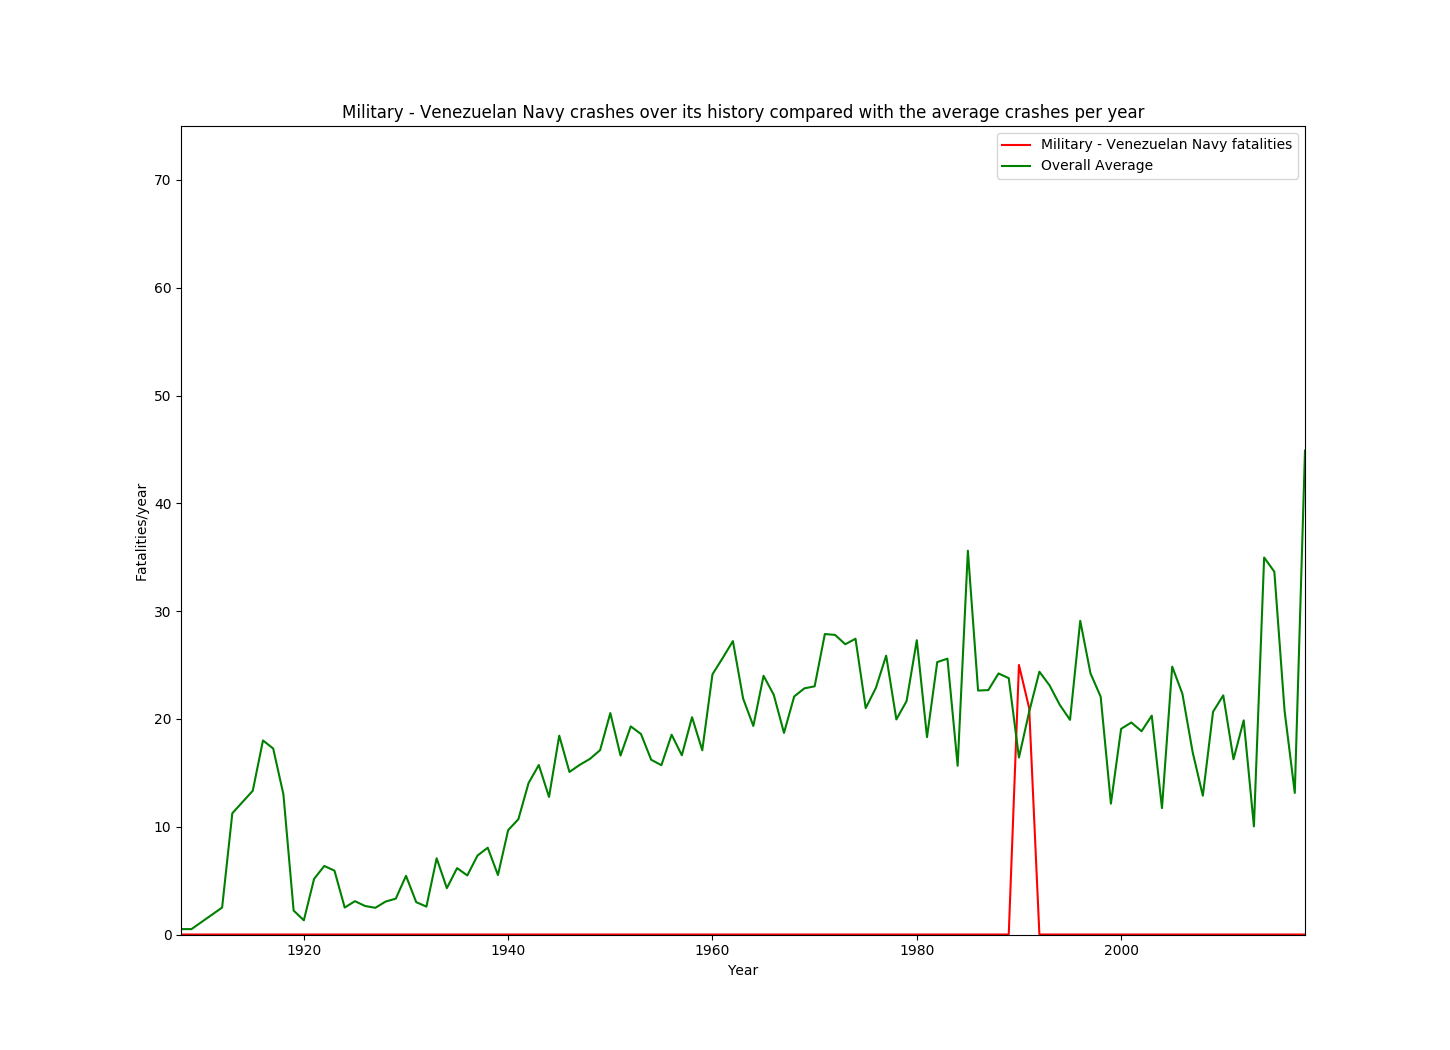 Military - Venezuelan Navy crashes over its history compared with the average crashes per year
Military - Venezuelan Navy fatalities
Overall Average
70
60
50
40
30
20
10
0
Fatalities/year
1920 1940 1960 1980 2000
Year